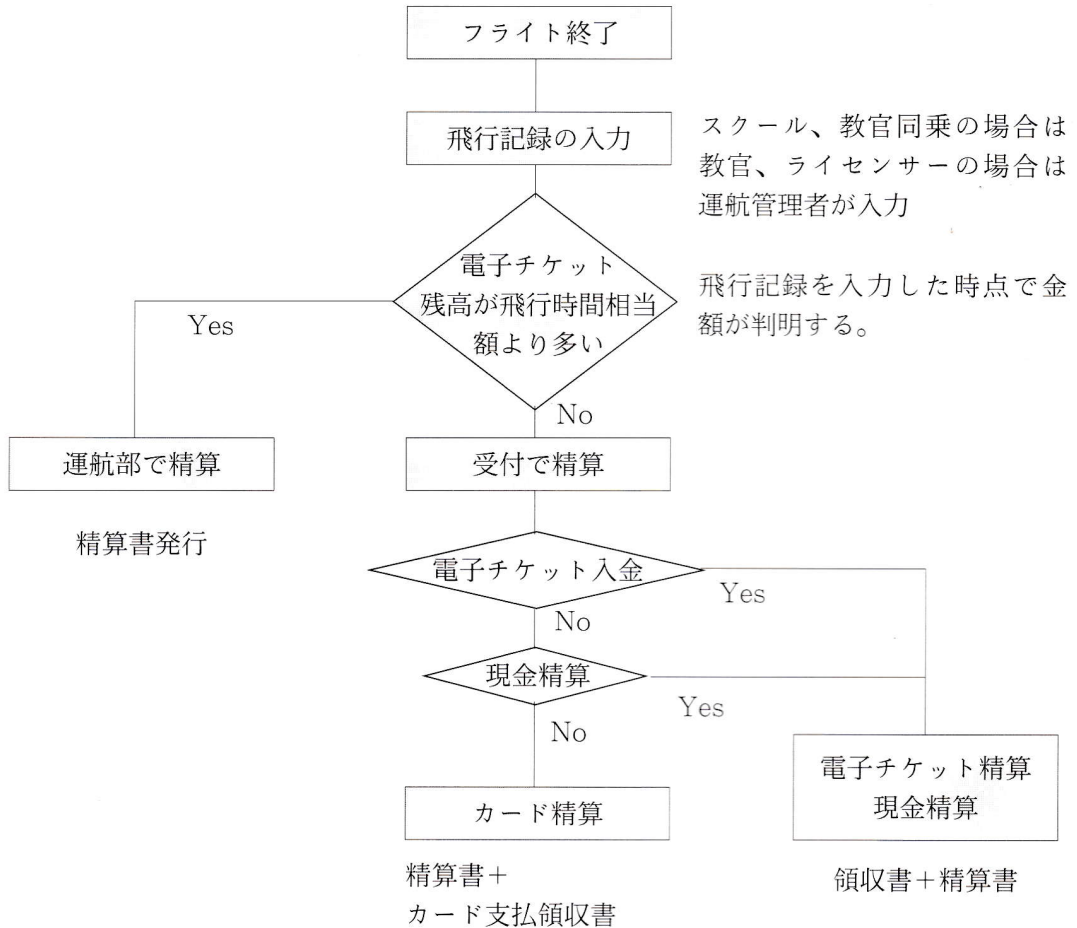 フライト終了
飛行記録の入力
スクール、教官同乗の場合は
教官、ライセンサーの場合は
運航管理者が入力
電子チケット
残高が飛行時間相当
額より多い
飛行記録を入力した時点で金
額が判明する。
Yes
No
運航部で精算
受付で精算
精算書発行
電子チケット入金
Yes
No
現金精算
Yes
No
電子チケット精算
現金精算
カード精算
精算書＋
カード支払領収書
領収書＋精算書